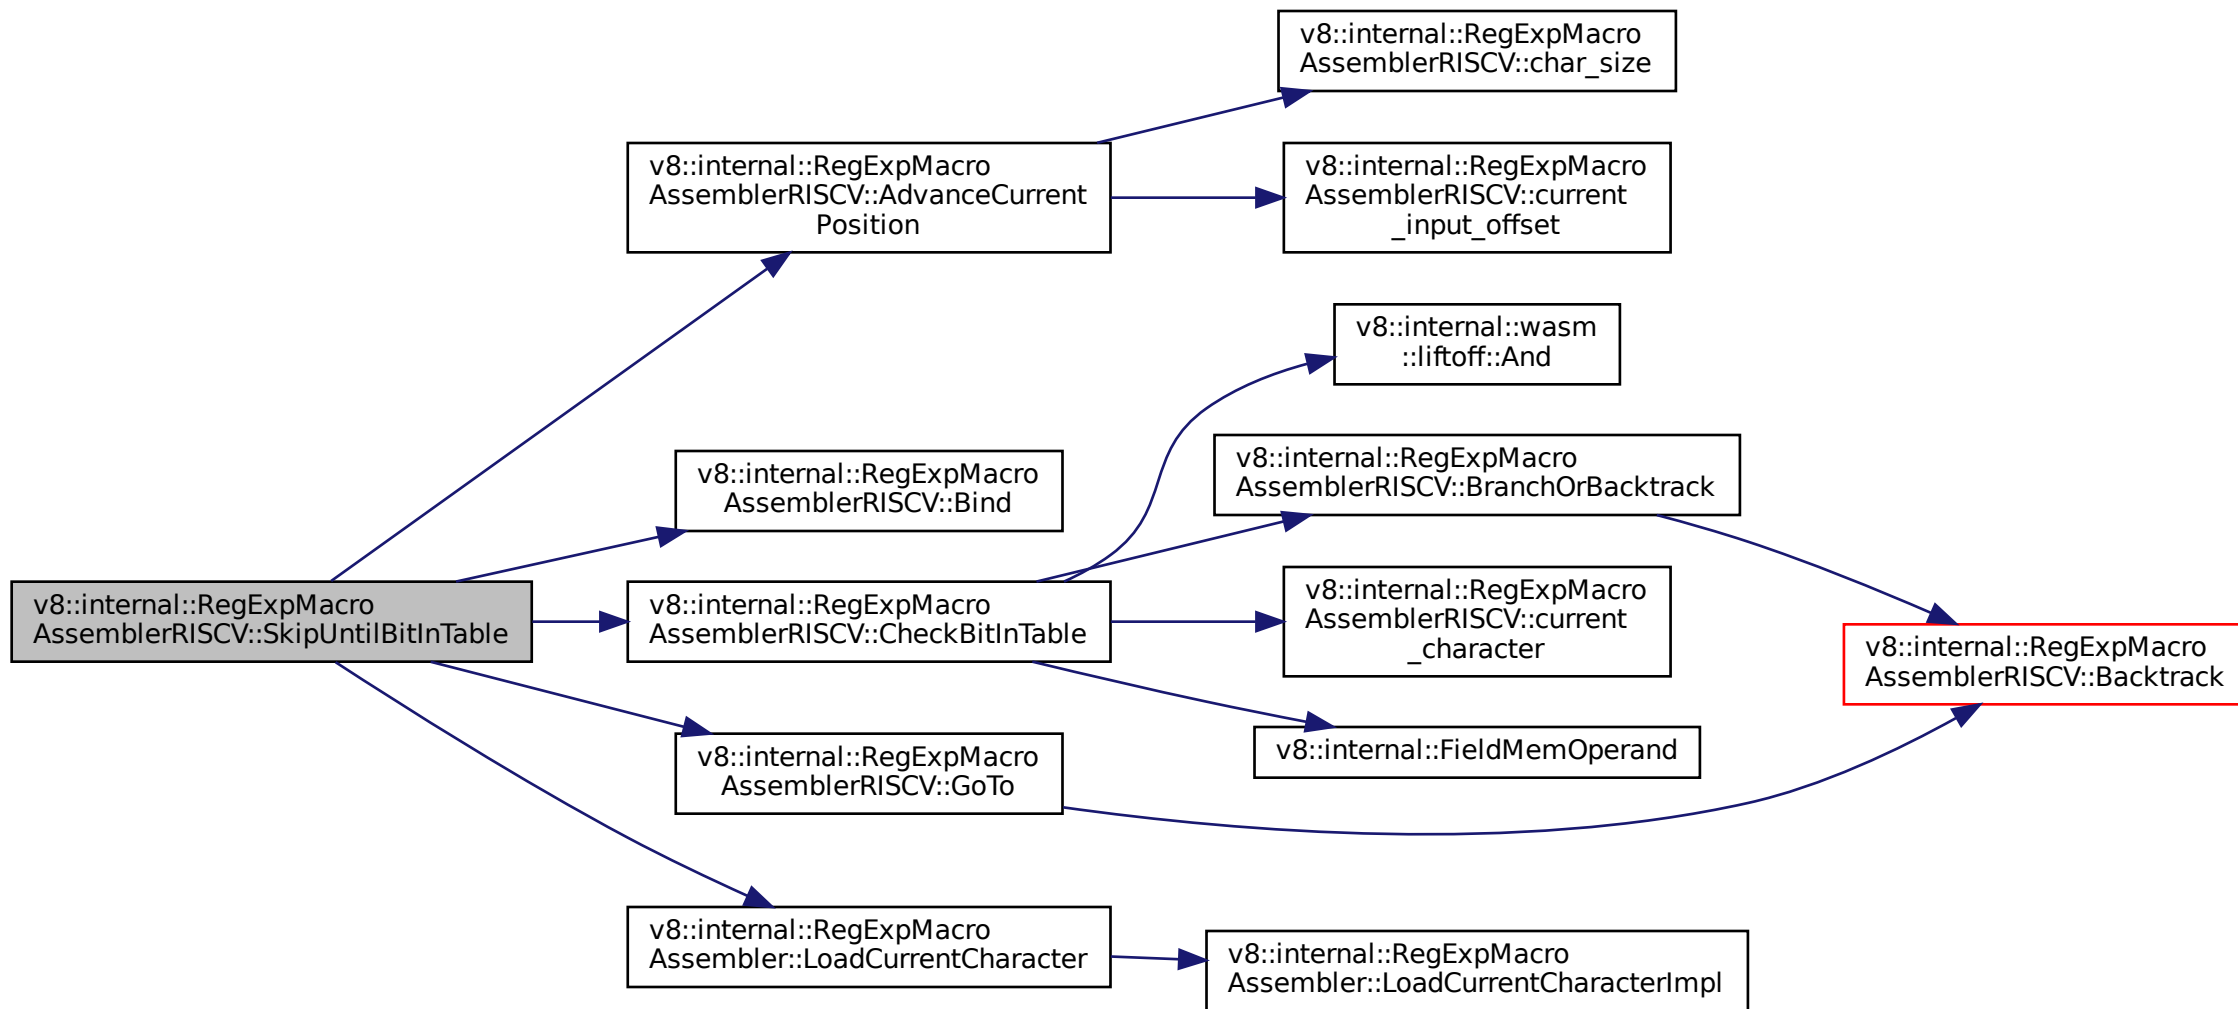 v8::internal::RegExpMacro
AssemblerRISCV::SkipUntilBitInTable
v8::internal::RegExpMacro
AssemblerRISCV::AdvanceCurrent
Position
v8::internal::RegExpMacro
AssemblerRISCV::Bind
v8::internal::RegExpMacro
AssemblerRISCV::CheckBitInTable
v8::internal::RegExpMacro
AssemblerRISCV::GoTo
v8::internal::RegExpMacro
Assembler::LoadCurrentCharacter
v8::internal::RegExpMacro
AssemblerRISCV::char_size
v8::internal::RegExpMacro
AssemblerRISCV::current
_input_offset
v8::internal::wasm
::liftoff::And
v8::internal::RegExpMacro
AssemblerRISCV::BranchOrBacktrack
v8::internal::RegExpMacro
AssemblerRISCV::current
_character
v8::internal::FieldMemOperand
v8::internal::RegExpMacro
Assembler::LoadCurrentCharacterImpl
v8::internal::RegExpMacro
AssemblerRISCV::Backtrack